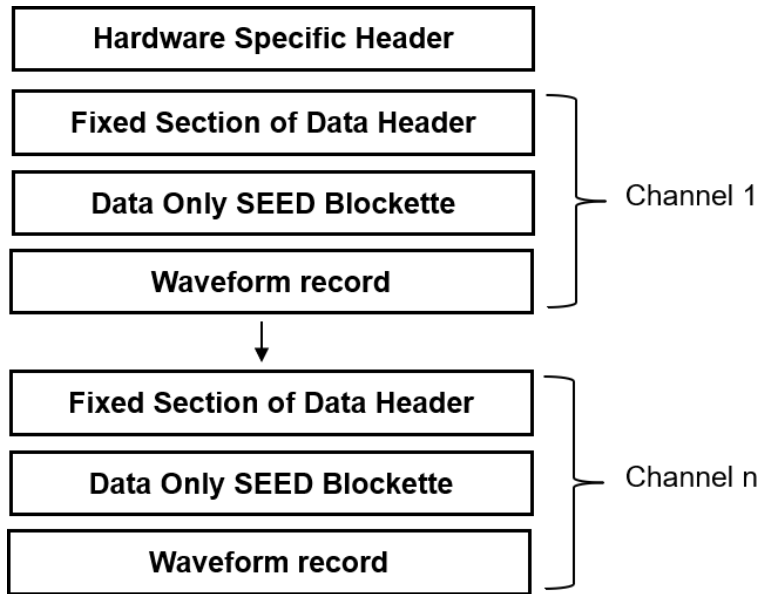 Hardware Specific Header
Fixed Section of Data Header
Data Only SEED Blockette
Channel 1
Waveform record
Fixed Section of Data Header
Data Only SEED Blockette
Channel n
Waveform record